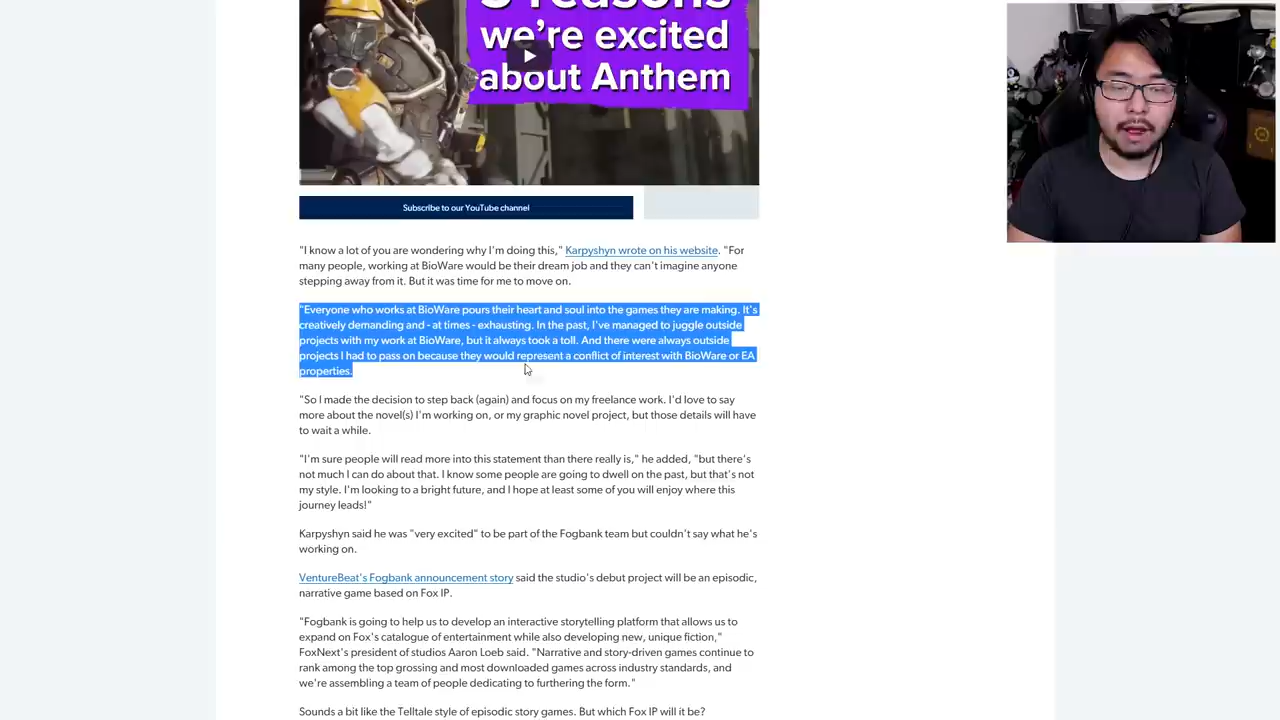 5 reasons
we're excited
about Anthem
Subscribe to our YouTube channel
"I know a lot of you are wondering why I'm doing this," Karpyshyn wrote on his website. "For
many people, working at BioWare would be their dream job and they can't imagine anyone
stepping away from it. But it was time for me to move on.
"Everyone who works at BioWare pours their heart and soul into the games they are making. It's
creatively demanding and - at times - exhausting. In the past, I've managed to juggle outside
projects with my work at BioWare, but it always took a toll. And there were always outside
projects I had to pass on because they would represent a conflict of interest with BioWare or EA
properties.
"So I made the decision to step back (again) and focus on my freelance work. I'd love to say
more about the novel(s) I'm working on, or my graphic novel project, but those details will have
to wait a while.
"I'm sure people will read more into this statement than there really is," he added, "but there's
not much I can do about that. I know some people are going to dwell on the past, but that's not
my style. I'm looking to a bright future, and I hope at least some of you will enjoy where this
journey leads!"
Karpyshyn said he was "very excited" to be part of the Fogbank team but couldn't say what he's
working on.
VentureBeat's Fogbank announcement story said the studio's debut project will be an episodic,
narrative game based on Fox IP.
"Fogbank is going to help us to develop an interactive storytelling platform that allows us to
expand on Fox's catalogue of entertainment while also developing new, unique fiction,"
FoxNext's president of studios Aaron Loeb said. "Narrative and story-driven games continue to
rank among the top grossing and most downloaded games across industry standards, and
we're assembling a team of people dedicating to furthering the form."
Sounds a bit like the Telltale style of episodic story games. But which Fox IP will it be?